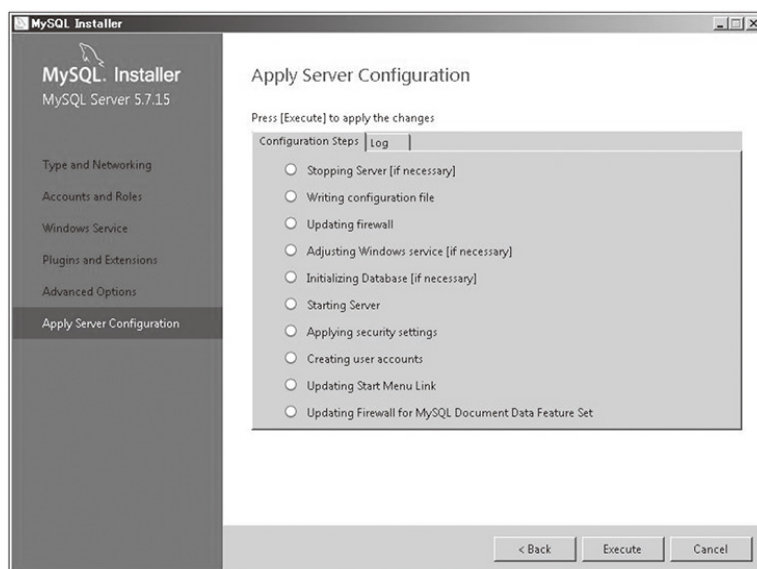 MySQL Installer
MySQL. Installer
MySQL Server 5.7.15
Type and Networking
Accounts and Roles
Windows Service
Plugins and Extensions
Advanced Options
Apply Server Configuration
Apply Server Configuration
Press [Execute] to apply the changes
Configuration Steps Log
Stopping Server [if necessary]
Writing configuration file
Updating firewall
Adjusting Windows service [if necessary]
Initializing Database [if necessary]
Starting Server
Applying security settings
Creating user accounts
Updating Start Menu Link
Updating Firewall for MySQL Document Data Feature Set
< Back Execute Cancel